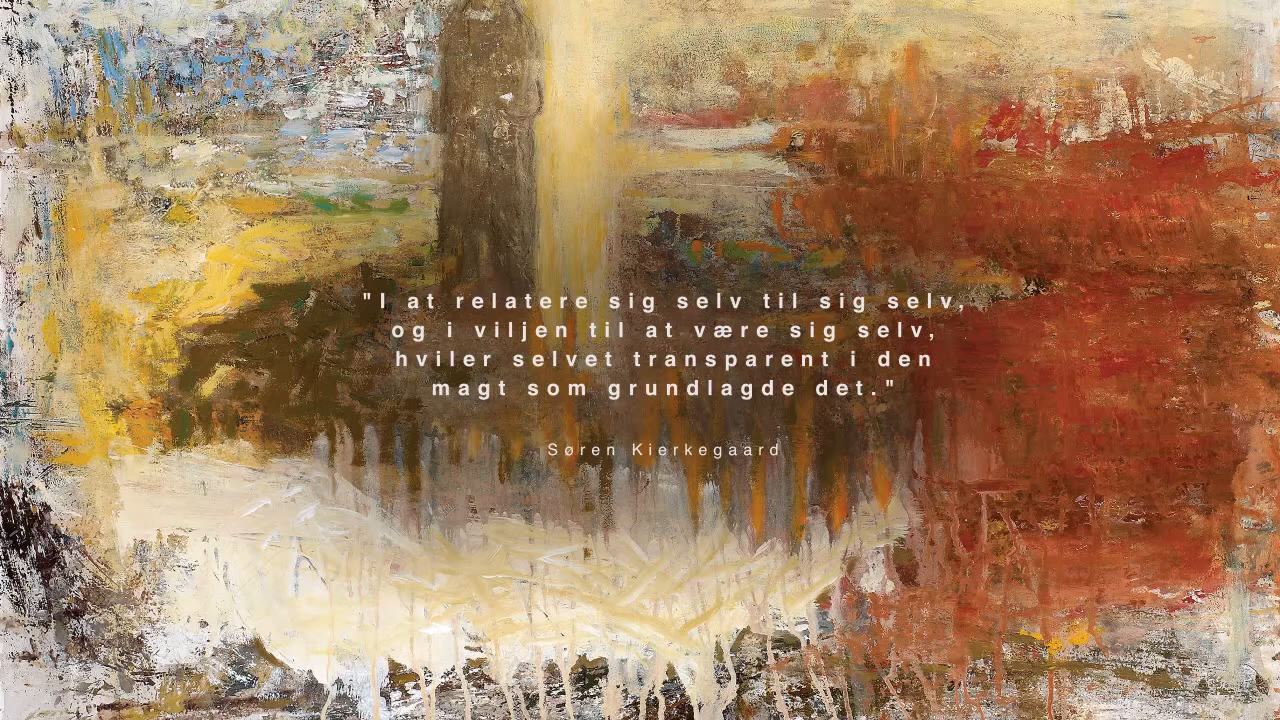 "I at relatere sig selv til sig selv,
og i viljen til at være sig selv,
hviler selvet transparent i den
magt som grundlagde det."
Søren Kierkegaard